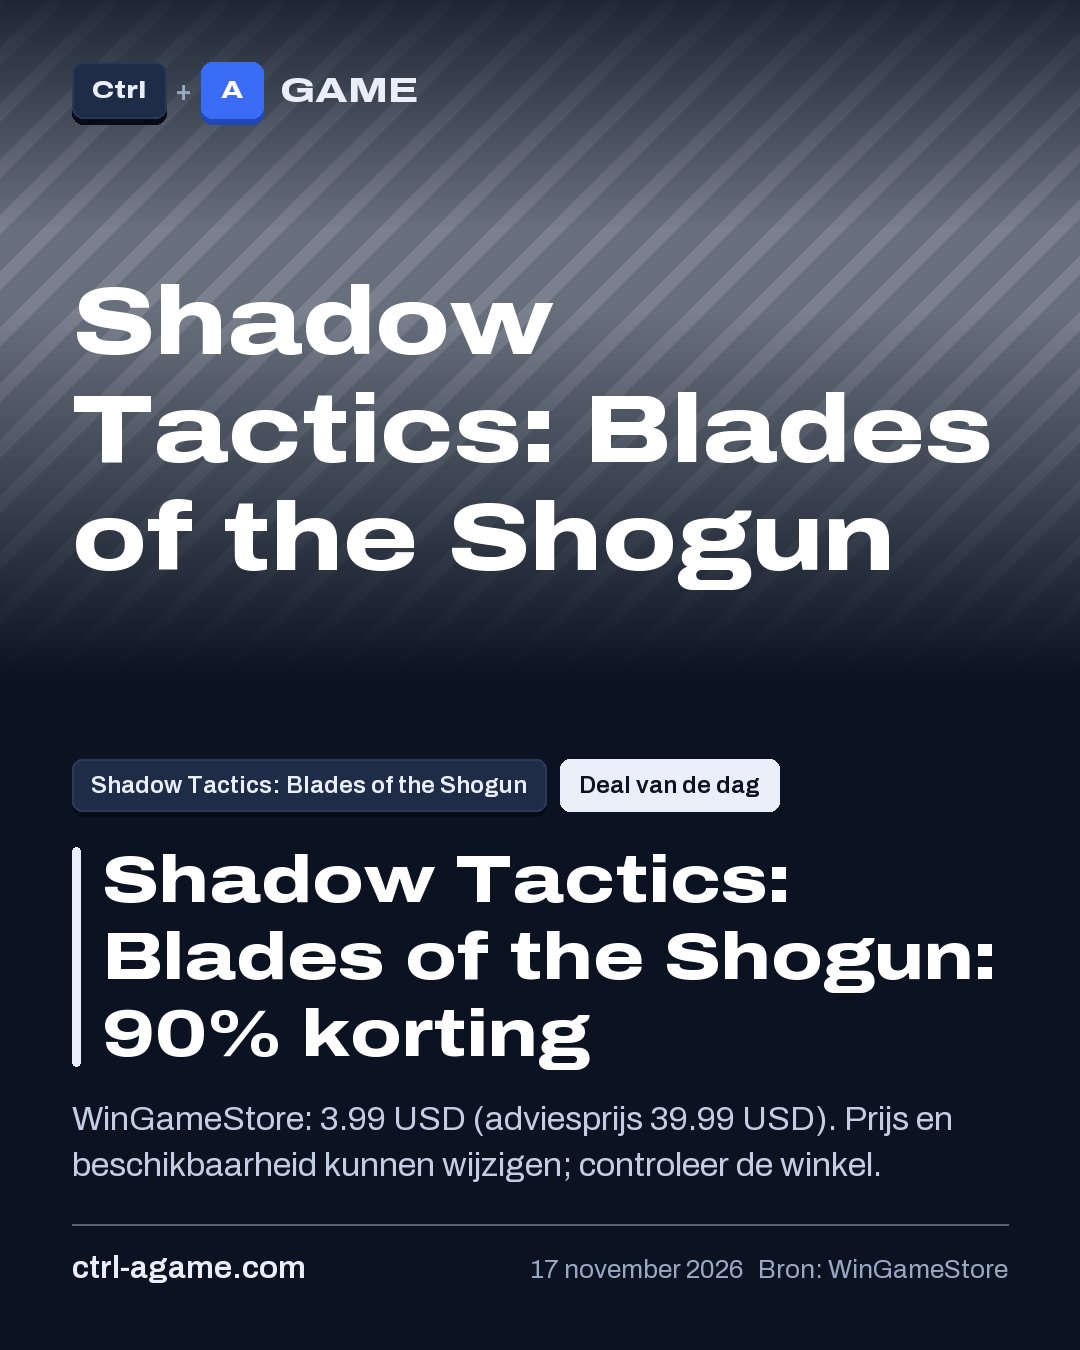 Ctrl + A GAME
Shadow
Tactics: Blades
of the Shogun
Shadow Tactics: Blades of the Shogun
Deal van de dag
Shadow Tactics:
Blades of the Shogun:
90% korting
WinGameStore: 3.99 USD (adviesprijs 39.99 USD). Prijs en
beschikbaarheid kunnen wijzigen; controleer de winkel.
ctrl-agame.com
17 november 2026 Bron: WinGameStore